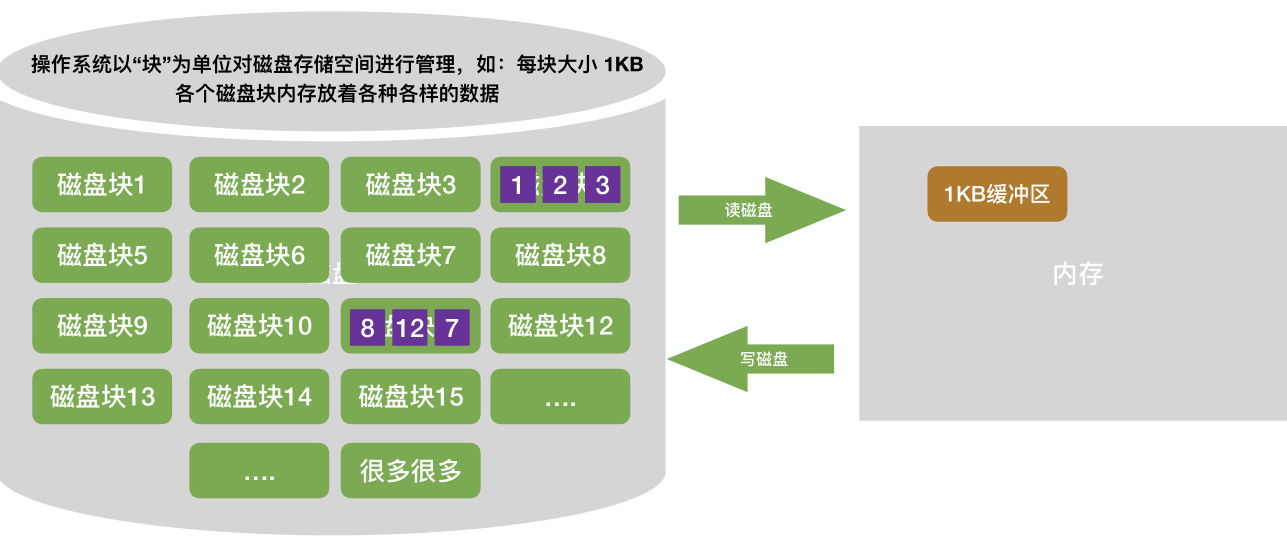 操作系统以“块”为单位对磁盘存储空间进行管理，如：每块大小 1KB
各个磁盘块内存放着各种各样的数据
磁盘块1 磁盘块2 磁盘块3 1 2 3
磁盘块5 磁盘块6 磁盘块7 磁盘块8
磁盘块9 磁盘块10 8 12 7 磁盘块12
磁盘块13 磁盘块14 磁盘块15 ....
.... 很多很多
读磁盘
写磁盘
1KB缓冲区
内存